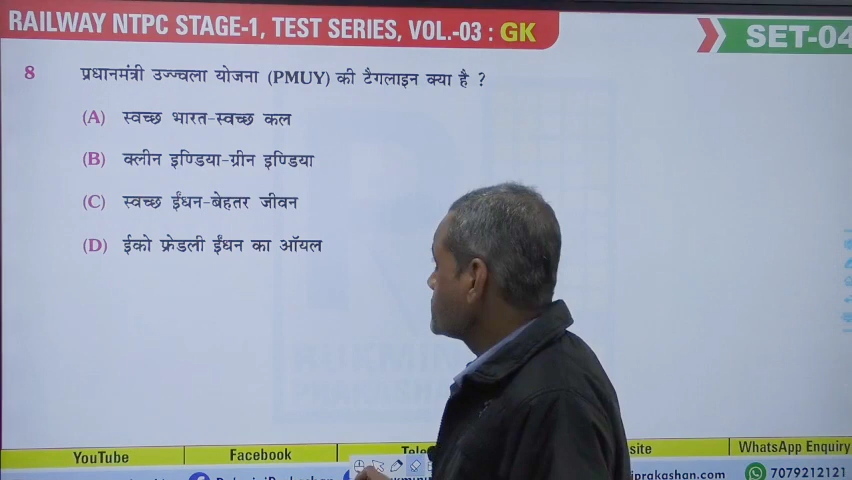 RAILWAY NTPC STAGE-1, TEST SERIES, VOL.-03 : GK
SET-04
8 प्रधानमंत्री उज्ज्वला योजना (PMUY) की टैगलाइन क्या है ?
(A) स्वच्छ भारत-स्वच्छ कल
(B) क्लीन इण्डिया-ग्रीन इण्डिया
(C) स्वच्छ ईंधन-बेहतर जीवन
(D) ईको फ्रेडली ईंधन का ऑयल
YouTube Facebook WhatsApp Enquiry
7079212121